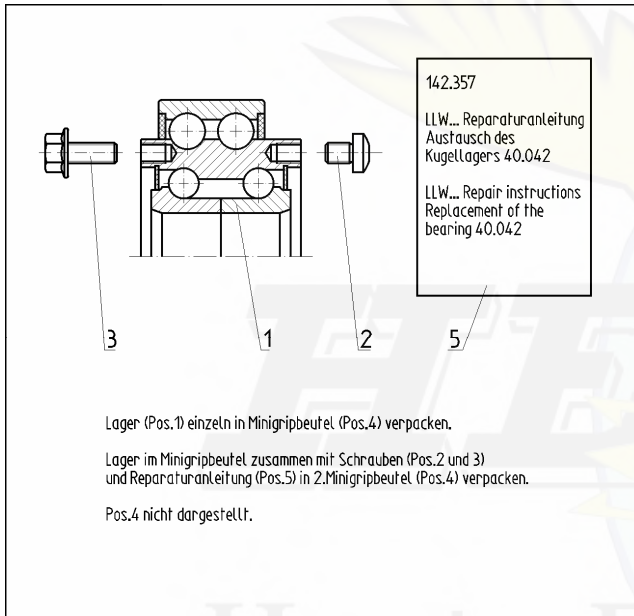 142.357
LLW... Reparaturanleitung
Austausch des
Kugellagers 40.042
LLW... Repair instructions
Replacement of the
bearing 40.042
3
1
2
5
Lager (Pos.1) einzeln in Minigripbeutel (Pos.4) verpacken.
Lager im Minigripbeutel zusammen mit Schrauben (Pos.2 und 3)
und Reparaturanleitung (Pos.5) in 2.Minigripbeutel (Pos.4) verpacken.
Pos.4 nicht dargestellt.